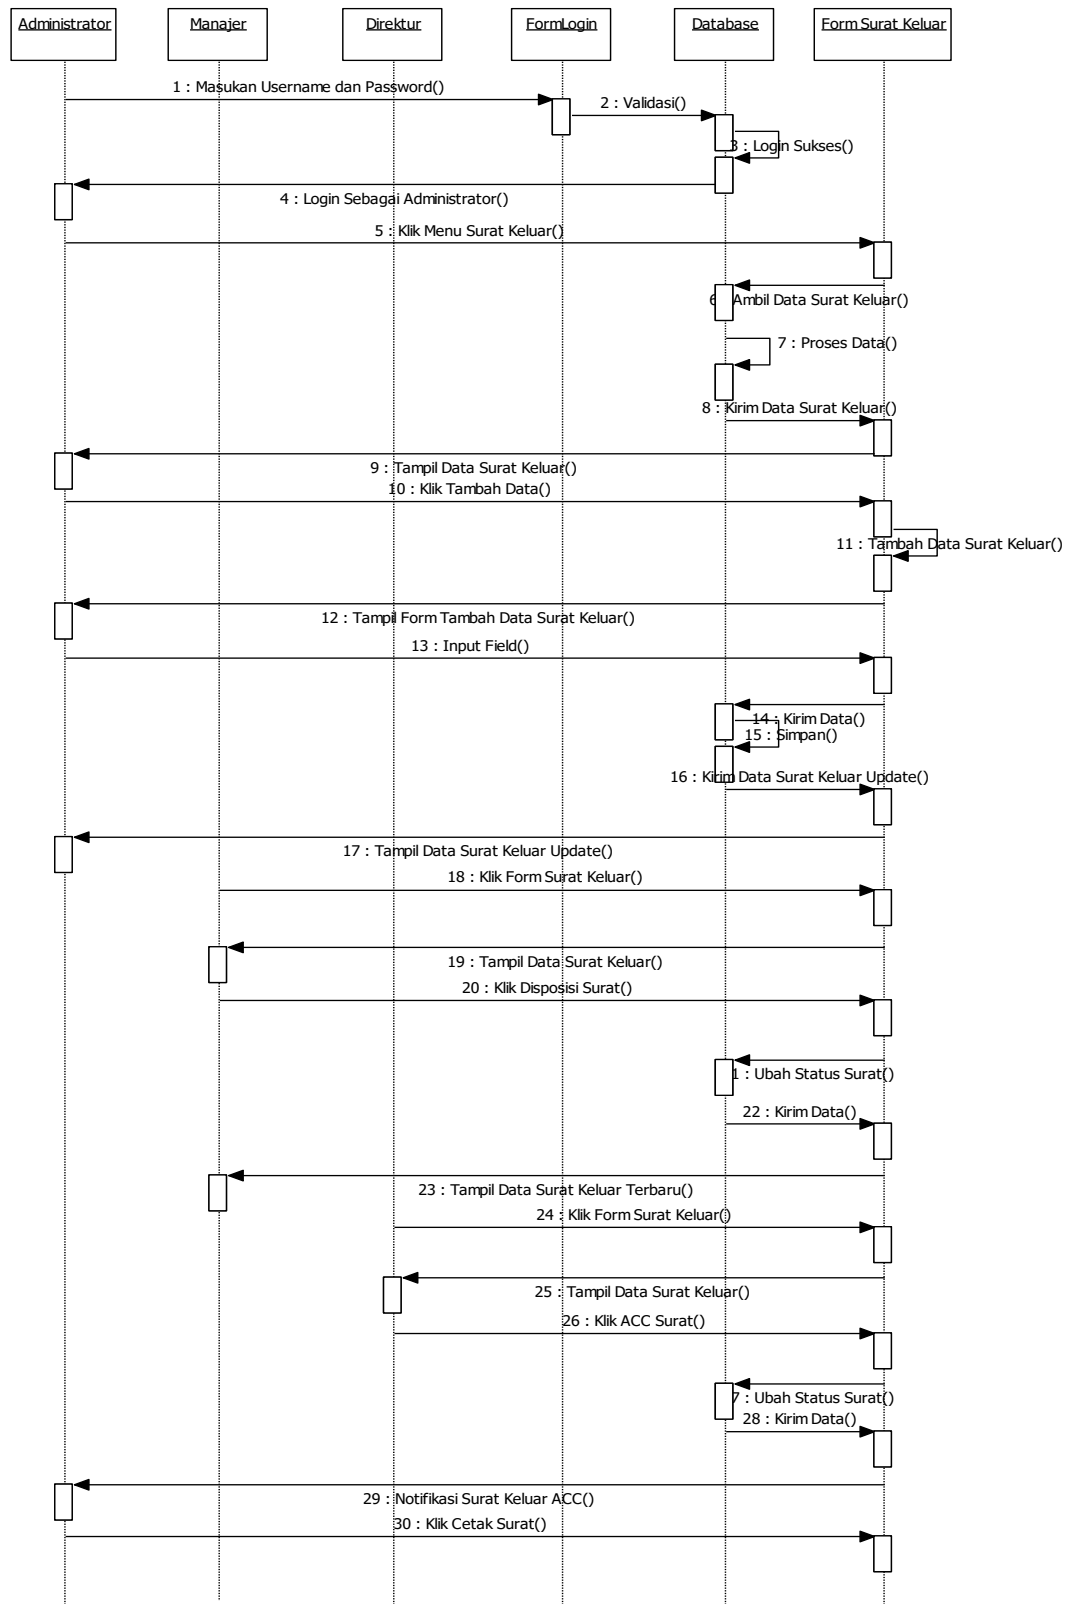 Administrator
Manajer
Direktur
FormLogin
Database
Form Surat Keluar
1 : Masukan Username dan Password()
2 : Validasi()
3 : Login Sukses()
4 : Login Sebagai Administrator()
5 : Klik Menu Surat Keluar()
6 : Ambil Data Surat Keluar()
7 : Proses Data()
8 : Kirim Data Surat Keluar()
9 : Tampil Data Surat Keluar()
10 : Klik Tambah Data()
11 : Tambah Data Surat Keluar()
12 : Tampil Form Tambah Data Surat Keluar()
13 : Input Field()
14 : Kirim Data()
15 : Simpan()
16 : Kirim Data Surat Keluar Update()
17 : Tampil Data Surat Keluar Update()
18 : Klik Form Surat Keluar()
19 : Tampil Data Surat Keluar()
20 : Klik Disposisi Surat()
1 : Ubah Status Surat()
22 : Kirim Data()
23 : Tampil Data Surat Keluar Terbaru()
24 : Klik Form Surat Keluar()
25 : Tampil Data Surat Keluar()
26 : Klik ACC Surat()
7 : Ubah Status Surat()
28 : Kirim Data()
29 : Notifikasi Surat Keluar ACC()
30 : Klik Cetak Surat()